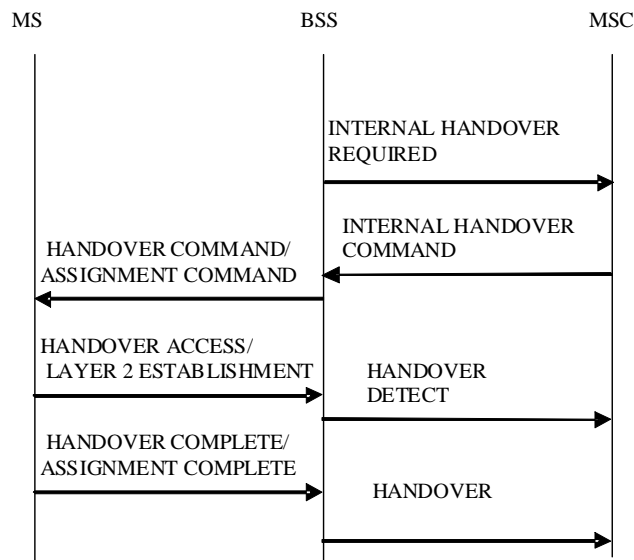 MS
BSS
MSC
INTERNAL HANDOVER
REQUIRED
INTERNAL HANDOVER
COMMAND
HANDOVER COMMAND/
ASSIGNMENT COMMAND
HANDOVER ACCESS/
LAYER 2 ESTABLISHMENT
HANDOVER
DETECT
HANDOVER COMPLETE/
ASSIGNMENT COMPLETE
HANDOVER